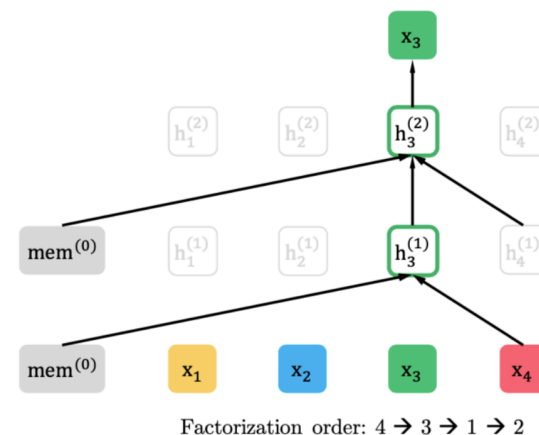 x₃
h₁⁽²⁾ h₂⁽²⁾ h₃⁽²⁾ h₄⁽²⁾
mem⁽⁰⁾ h₁⁽¹⁾ h₂⁽¹⁾ h₃⁽¹⁾ h₄⁽¹⁾
mem⁽⁰⁾ x₁ x₂ x₃ x₄
Factorization order: 4 → 3 → 1 → 2